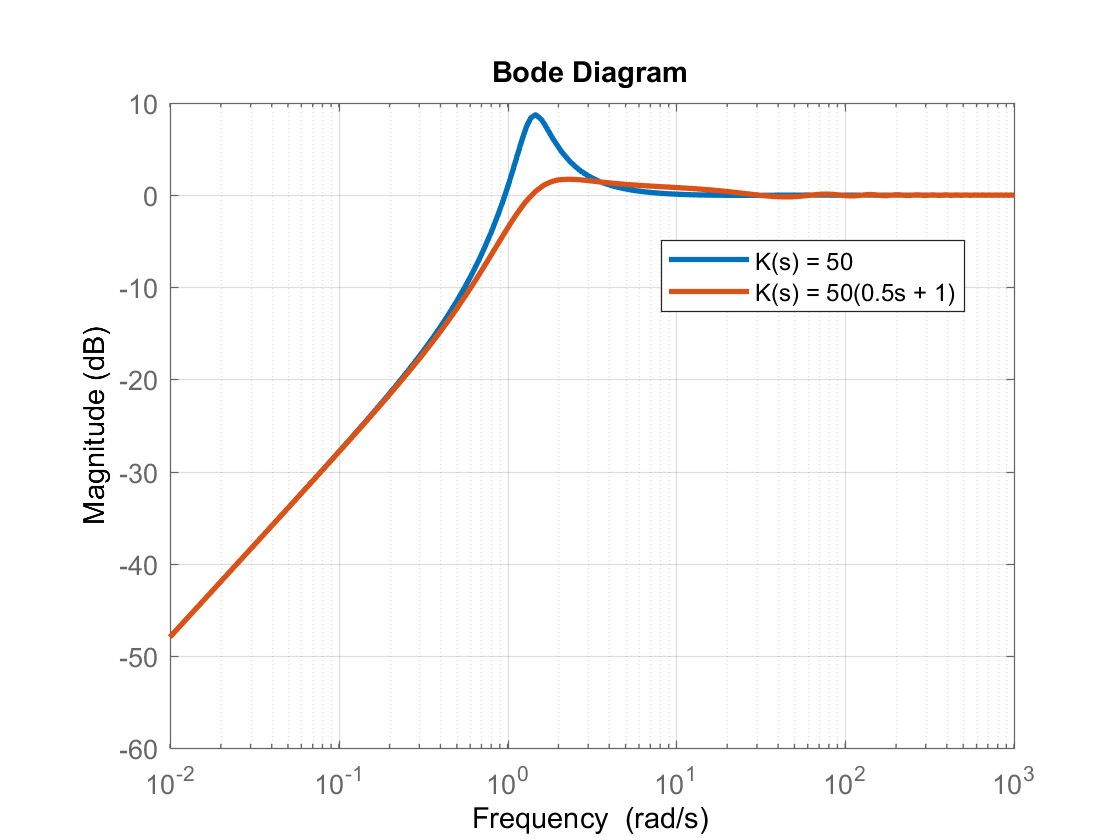 Bode Diagram
Magnitude (dB)
10
0
-10
-20
-30
-40
-50
-60
K(s) = 50
K(s) = 50(0.5s + 1)
10^-2 10^-1 10^0 10^1 10^2 10^3
Frequency (rad/s)